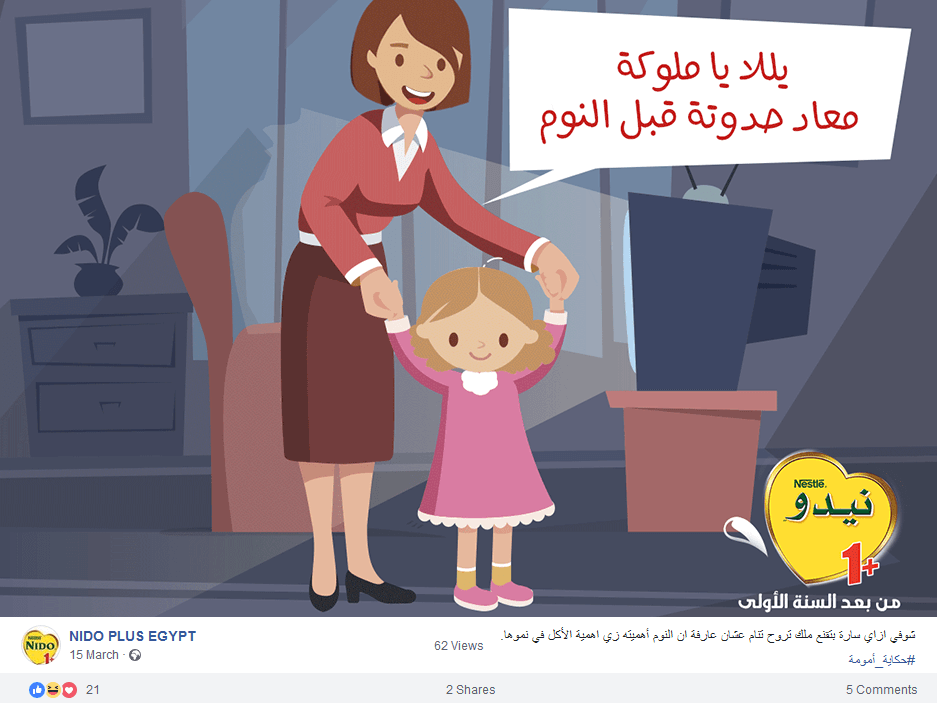 يللا يا ملوكة
معاد حدوتة قبل النوم
Nestlé.
نيدو
1+
من بعد السنة الأولى
Nestlé
NIDO
1+
NIDO PLUS EGYPT
15 March ·
62 Views
شوفي ازاي سارة بتقنع ملك تروح تنام عشان عارفة ان النوم أهميته زي اهمية الأكل في نموها.
#حكاية_أمومة
21
2 Shares
5 Comments